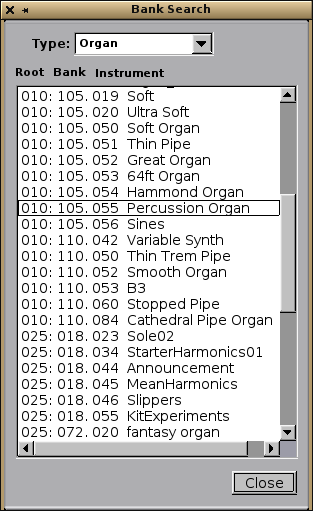 Bank Search
Type: Organ
Root Bank Instrument
010: 105. 019 Soft
010: 105. 020 Ultra Soft
010: 105. 050 Soft Organ
010: 105. 051 Thin Pipe
010: 105. 052 Great Organ
010: 105. 053 64ft Organ
010: 105. 054 Hammond Organ
010: 105. 055 Percussion Organ
010: 105. 056 Sines
010: 110. 042 Variable Synth
010: 110. 050 Thin Trem Pipe
010: 110. 052 Smooth Organ
010: 110. 053 B3
010: 110. 060 Stopped Pipe
010: 110. 084 Cathedral Pipe Organ
025: 018. 023 Sole02
025: 018. 034 StarterHarmonics01
025: 018. 044 Announcement
025: 018. 045 MeanHarmonics
025: 018. 046 Slippers
025: 018. 055 KitExperiments
025: 072. 020 fantasy organ
Close